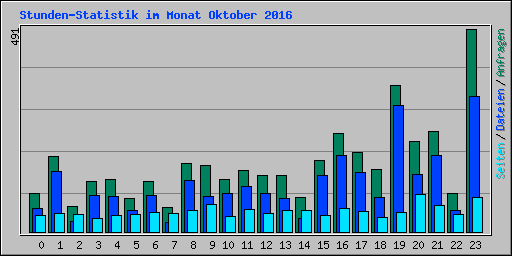 Stunden-Statistik im Monat Oktober 2016
491
Seiten / Dateien / Anfragen
0 1 2 3 4 5 6 7 8 9 10 11 12 13 14 15 16 17 18 19 20 21 22 23